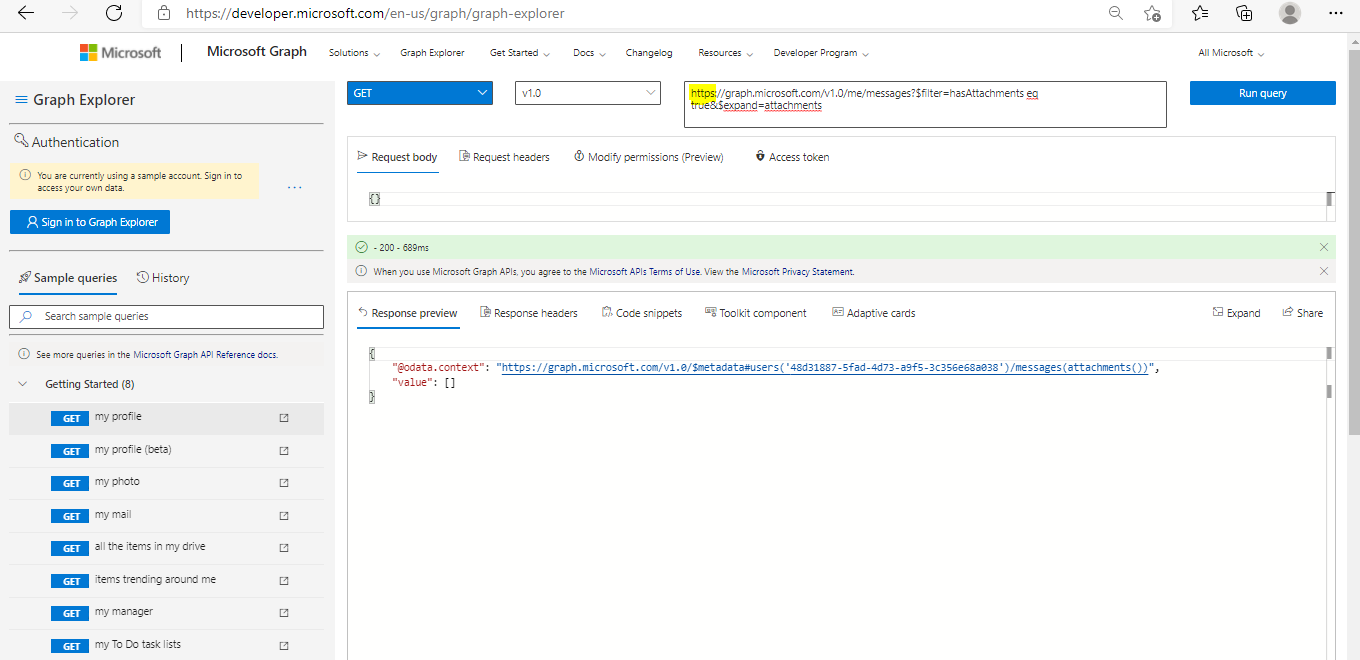 https://developer.microsoft.com/en-us/graph/graph-explorer
Microsoft
Microsoft Graph
Solutions
Graph Explorer
Get Started
Docs
Changelog
Resources
Developer Program
All Microsoft
Graph Explorer
GET
v1.0
https://graph.microsoft.com/v1.0/me/messages?$filter=hasAttachments eq
true&$expand=attachments
Run query
Authentication
You are currently using a sample account. Sign in to
access your own data.
...
Sign in to Graph Explorer
Request body
Request headers
Modify permissions (Preview)
Access token
{}
- 200 - 689ms
When you use Microsoft Graph APIs, you agree to the Microsoft APIs Terms of Use. View the Microsoft Privacy Statement.
Sample queries
History
Search sample queries
See more queries in the Microsoft Graph API Reference docs.
Getting Started (8)
GET my profile
GET my profile (beta)
GET my photo
GET my mail
GET all the items in my drive
GET items trending around me
GET my manager
GET my To Do task lists
Response preview
Response headers
Code snippets
Toolkit component
Adaptive cards
Expand
Share
{
"@odata.context": "https://graph.microsoft.com/v1.0/$metadata#users('48d31887-5fad-4d73-a9f5-3c356e68a038')/messages(attachments())",
"value": []
}